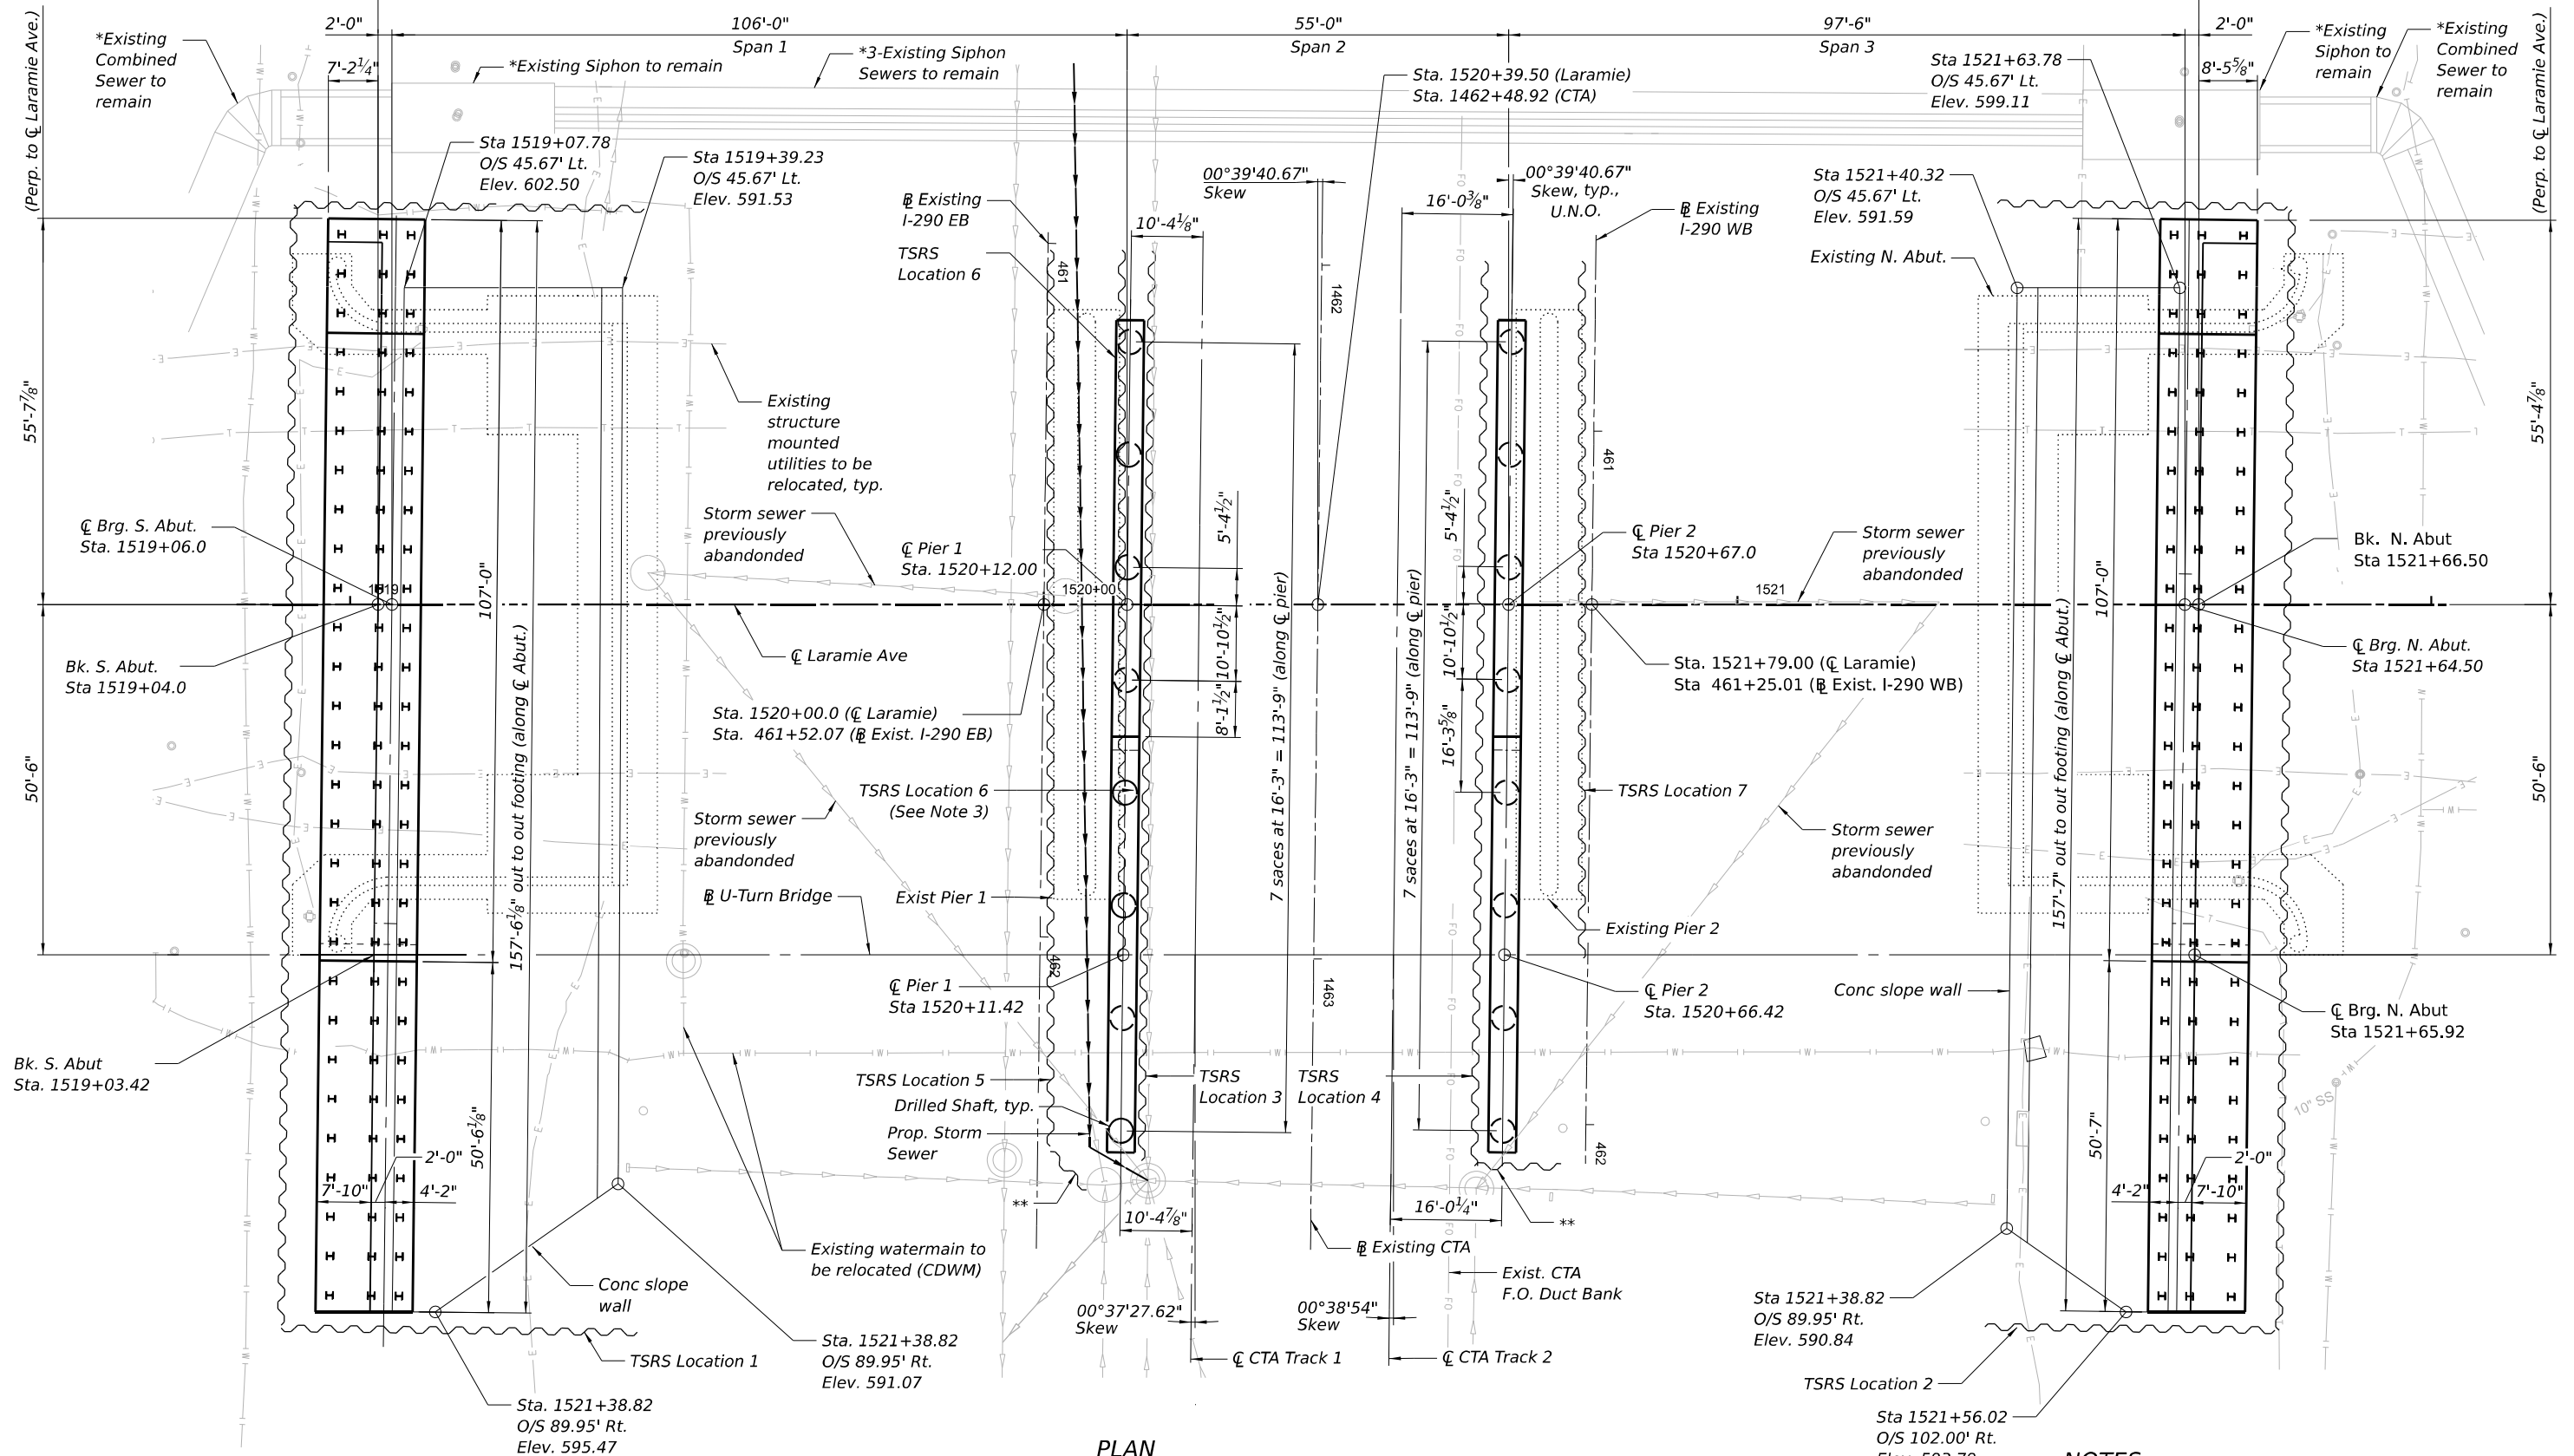 2'-0"
106'-0"
Span 1
55'-0"
Span 2
97'-6"
Span 3
2'-0"
(Perp. to ℄ Laramie Ave.)
*Existing
Combined
Sewer to
remain
7'-2¼"
*Existing Siphon to remain
*3-Existing Siphon
Sewers to remain
Sta. 1520+39.50 (Laramie)
Sta. 1462+48.92 (CTA)
Sta 1521+63.78
O/S 45.67' Lt.
Elev. 599.11
8'-5⅝"
*Existing
Siphon to
remain
*Existing
Combined
Sewer to
remain
(Perp. to ℄ Laramie Ave.)
Sta 1519+07.78
O/S 45.67' Lt.
Elev. 602.50
Sta 1519+39.23
O/S 45.67' Lt.
Elev. 591.53
BL Existing
I-290 EB
TSRS
Location 6
00°39'40.67"
Skew
10'-4⅛"
16'-0⅜"
00°39'40.67"
Skew, typ.,
U.N.O.
BL Existing
I-290 WB
Sta 1521+40.32
O/S 45.67' Lt.
Elev. 591.59
Existing N. Abut.
461
1462
461
55'-7⅞"
55'-4⅞"
Existing
structure
mounted
utilities to be
relocated, typ.
℄ Brg. S. Abut.
Sta. 1519+06.0
Storm sewer
previously
abandonded
℄ Pier 1
Sta. 1520+12.00
5'-4½"
5'-4½"
℄ Pier 2
Sta 1520+67.0
Storm sewer
previously
abandonded
Bk. N. Abut
Sta 1521+66.50
107'-0"
107'-0"
1519
1520+00
1521
157'-6⅛" out to out footing (along ℄ Abut.)
7 saces at 16'-3" = 113'-9" (along ℄ pier)
7 saces at 16'-3" = 113'-9" (along ℄ pier)
157'-7" out to out footing (along ℄ Abut.)
Bk. S. Abut.
Sta 1519+04.0
℄ Laramie Ave
10'-10½"
10'-10½"
Sta. 1521+79.00 (℄ Laramie)
Sta 461+25.01 (BL Exist. I-290 WB)
℄ Brg. N. Abut.
Sta 1521+64.50
Sta. 1520+00.0 (℄ Laramie)
Sta. 461+52.07 (BL Exist. I-290 EB)
8'-1½"
16'-3⅝"
50'-6"
50'-6"
Storm sewer
previously
abandonded
TSRS Location 6
(See Note 3)
TSRS Location 7
Storm sewer
previously
abandonded
BL U-Turn Bridge
Exist Pier 1
Existing Pier 2
462
1463
462
℄ Pier 1
Sta 1520+11.42
℄ Pier 2
Sta. 1520+66.42
Conc slope wall
℄ Brg. N. Abut
Sta 1521+65.92
Bk. S. Abut
Sta. 1519+03.42
TSRS Location 5
Drilled Shaft, typ.
Prop. Storm
Sewer
TSRS
Location 3
TSRS
Location 4
10" SS
50'-6⅛"
50'-7"
2'-0"
7'-10"
4'-2"
**
10'-4⅞"
16'-0¼"
**
2'-0"
4'-2"
7'-10"
Existing watermain to
be relocated (CDWM)
Conc slope
wall
BL Existing CTA
Exist. CTA
F.O. Duct Bank
00°37'27.62"
Skew
00°38'54"
Skew
Sta 1521+38.82
O/S 89.95' Rt.
Elev. 590.84
TSRS Location 1
Sta. 1521+38.82
O/S 89.95' Rt.
Elev. 591.07
℄ CTA Track 1
℄ CTA Track 2
TSRS Location 2
Sta. 1521+38.82
O/S 89.95' Rt.
Elev. 595.47
Sta 1521+56.02
O/S 102.00' Rt.
PLAN